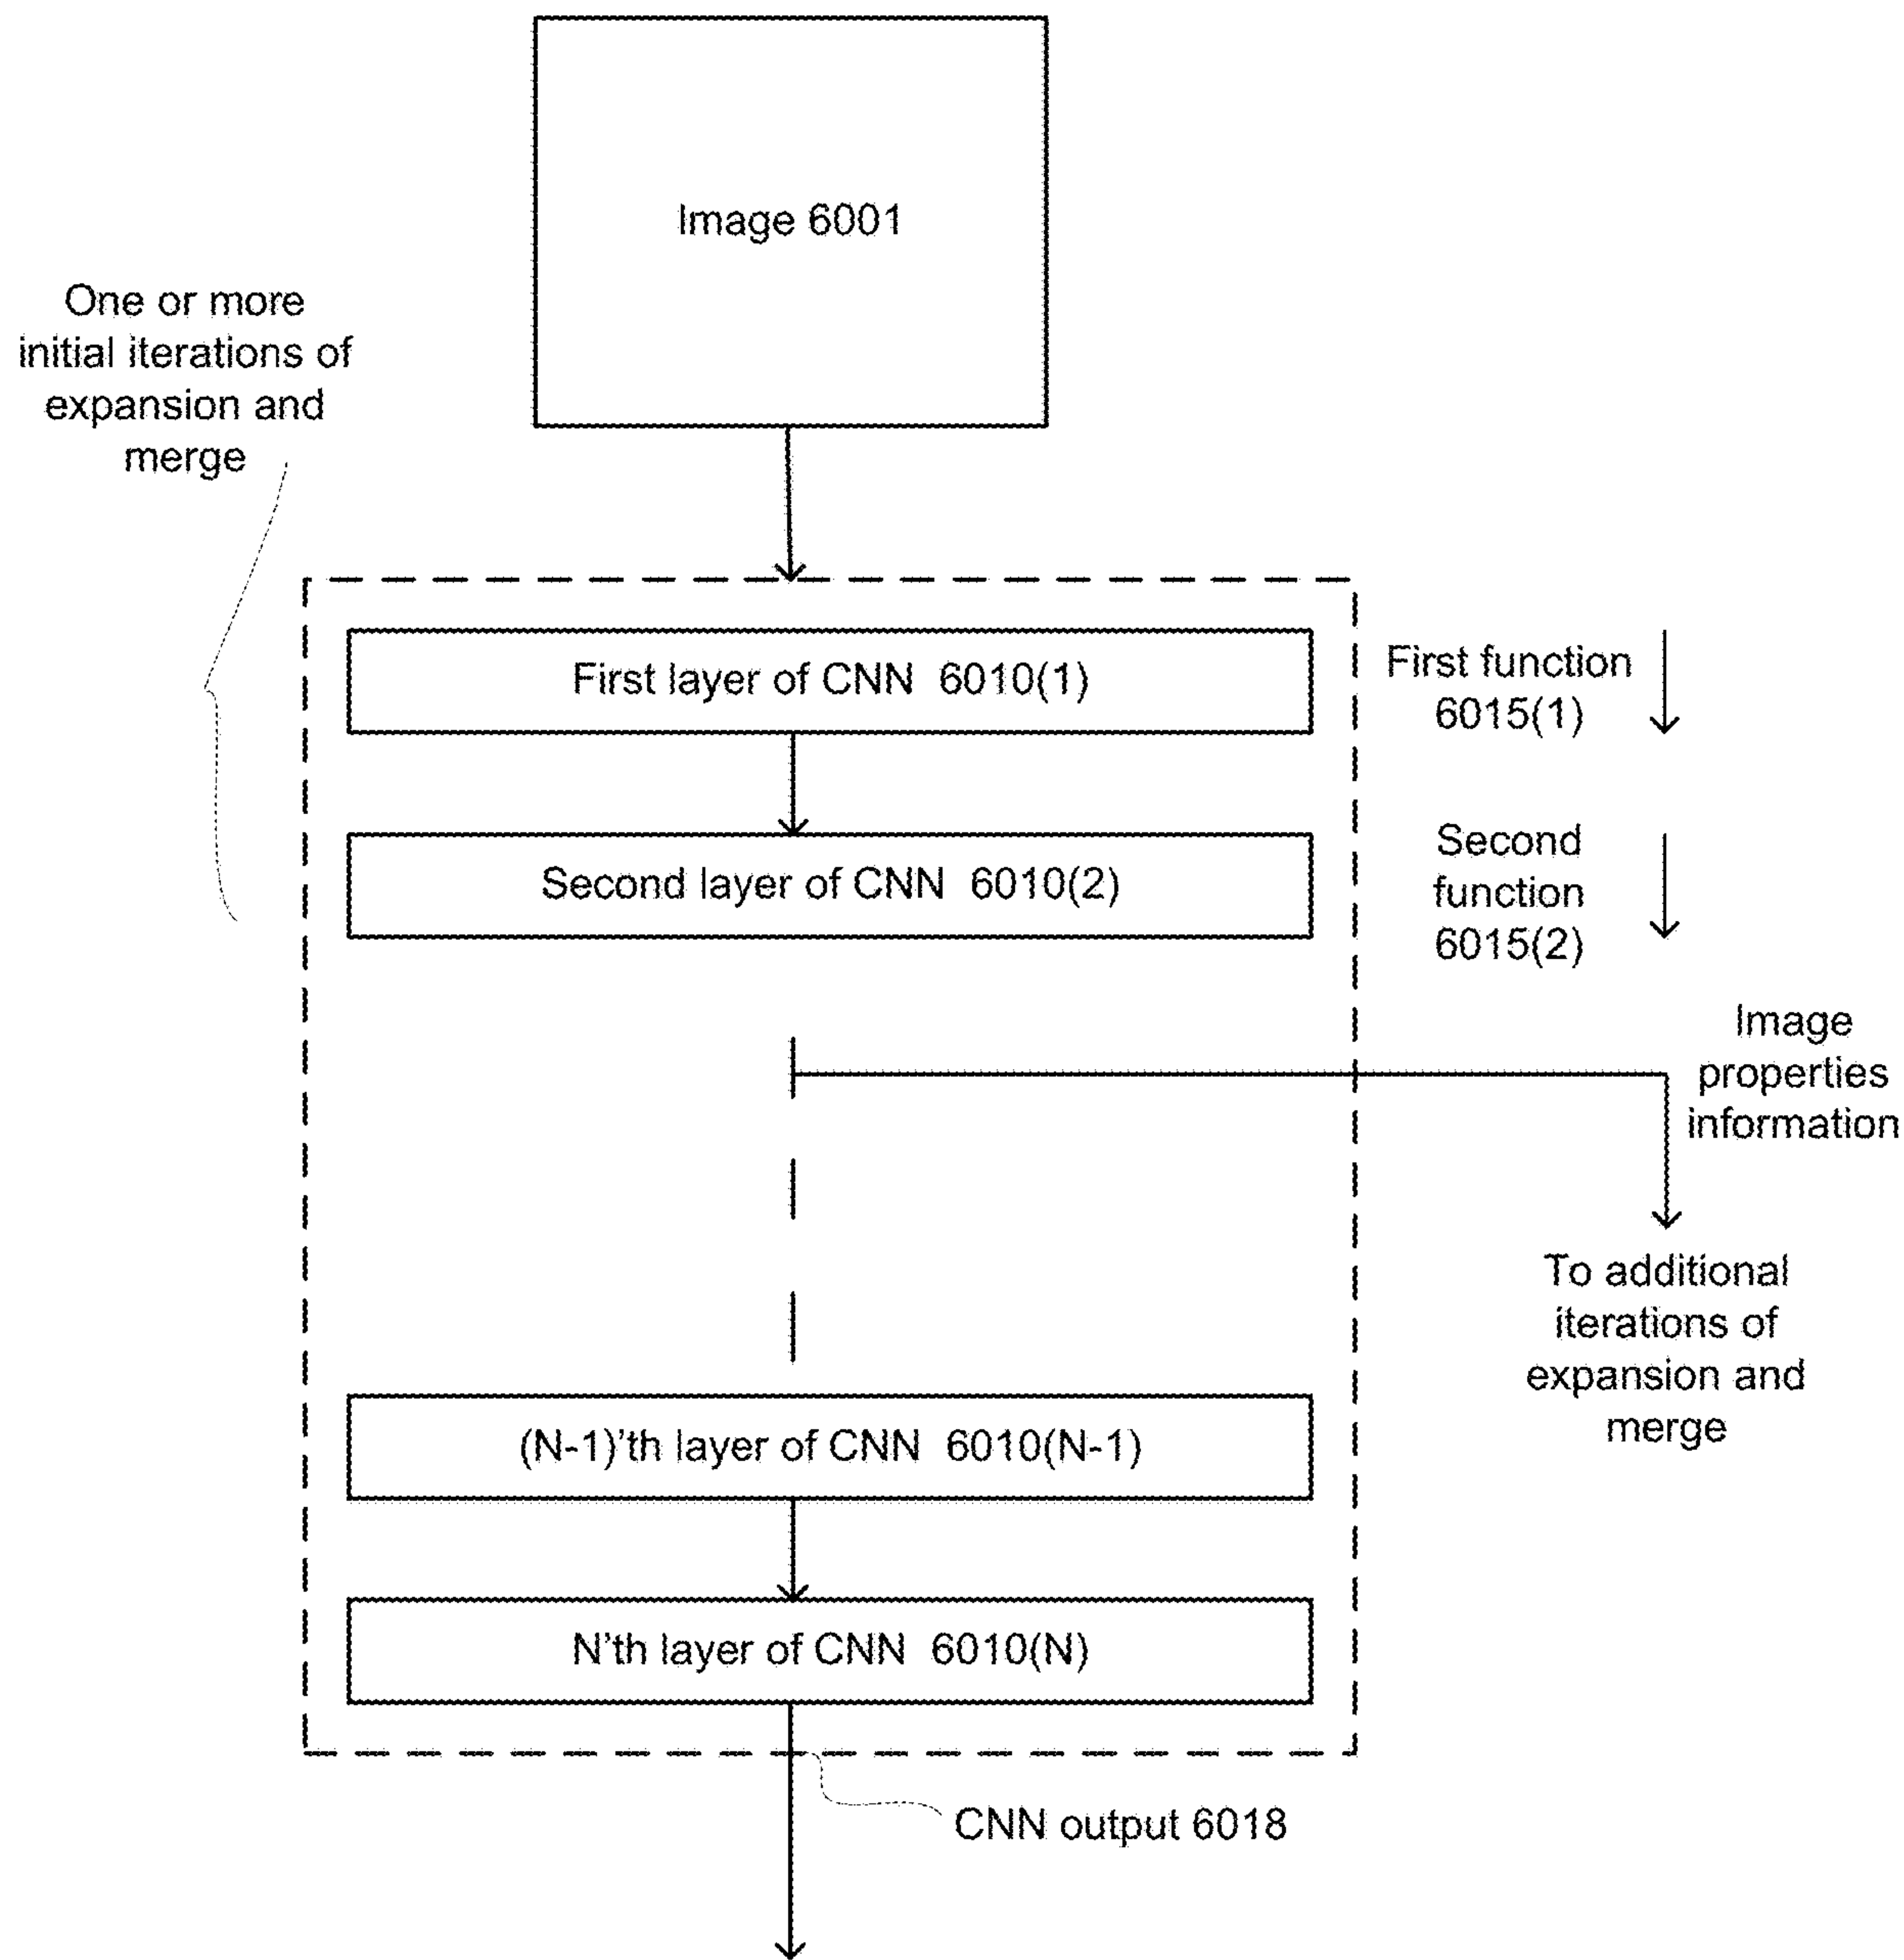 Image 6001
One or more
initial iterations of
expansion and
merge
First layer of CNN 6010(1)
First function
6015(1)
Second layer of CNN 6010(2)
Second
function
6015(2)
Image
properties
information
To additional
iterations of
expansion and
merge
(N-1)'th layer of CNN 6010(N-1)
N'th layer of CNN 6010(N)
CNN output 6018